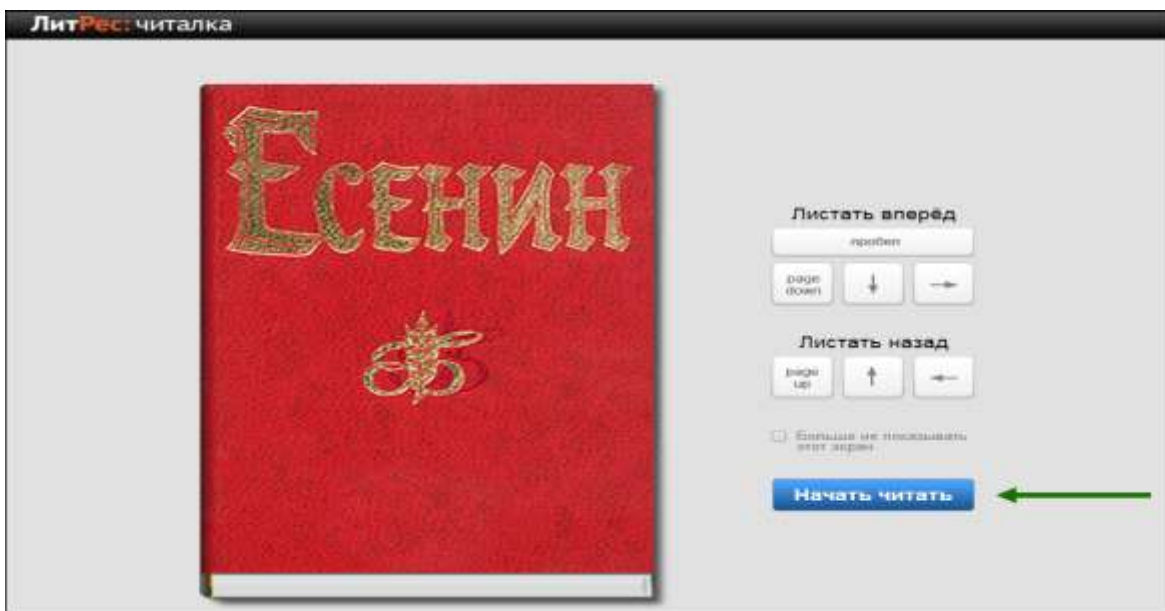 ЛитРес: читалка
Есенин
Листать вперёд
пробел
page
down
Листать назад
page
up
Больше не показывать
этот экран
Начать читать